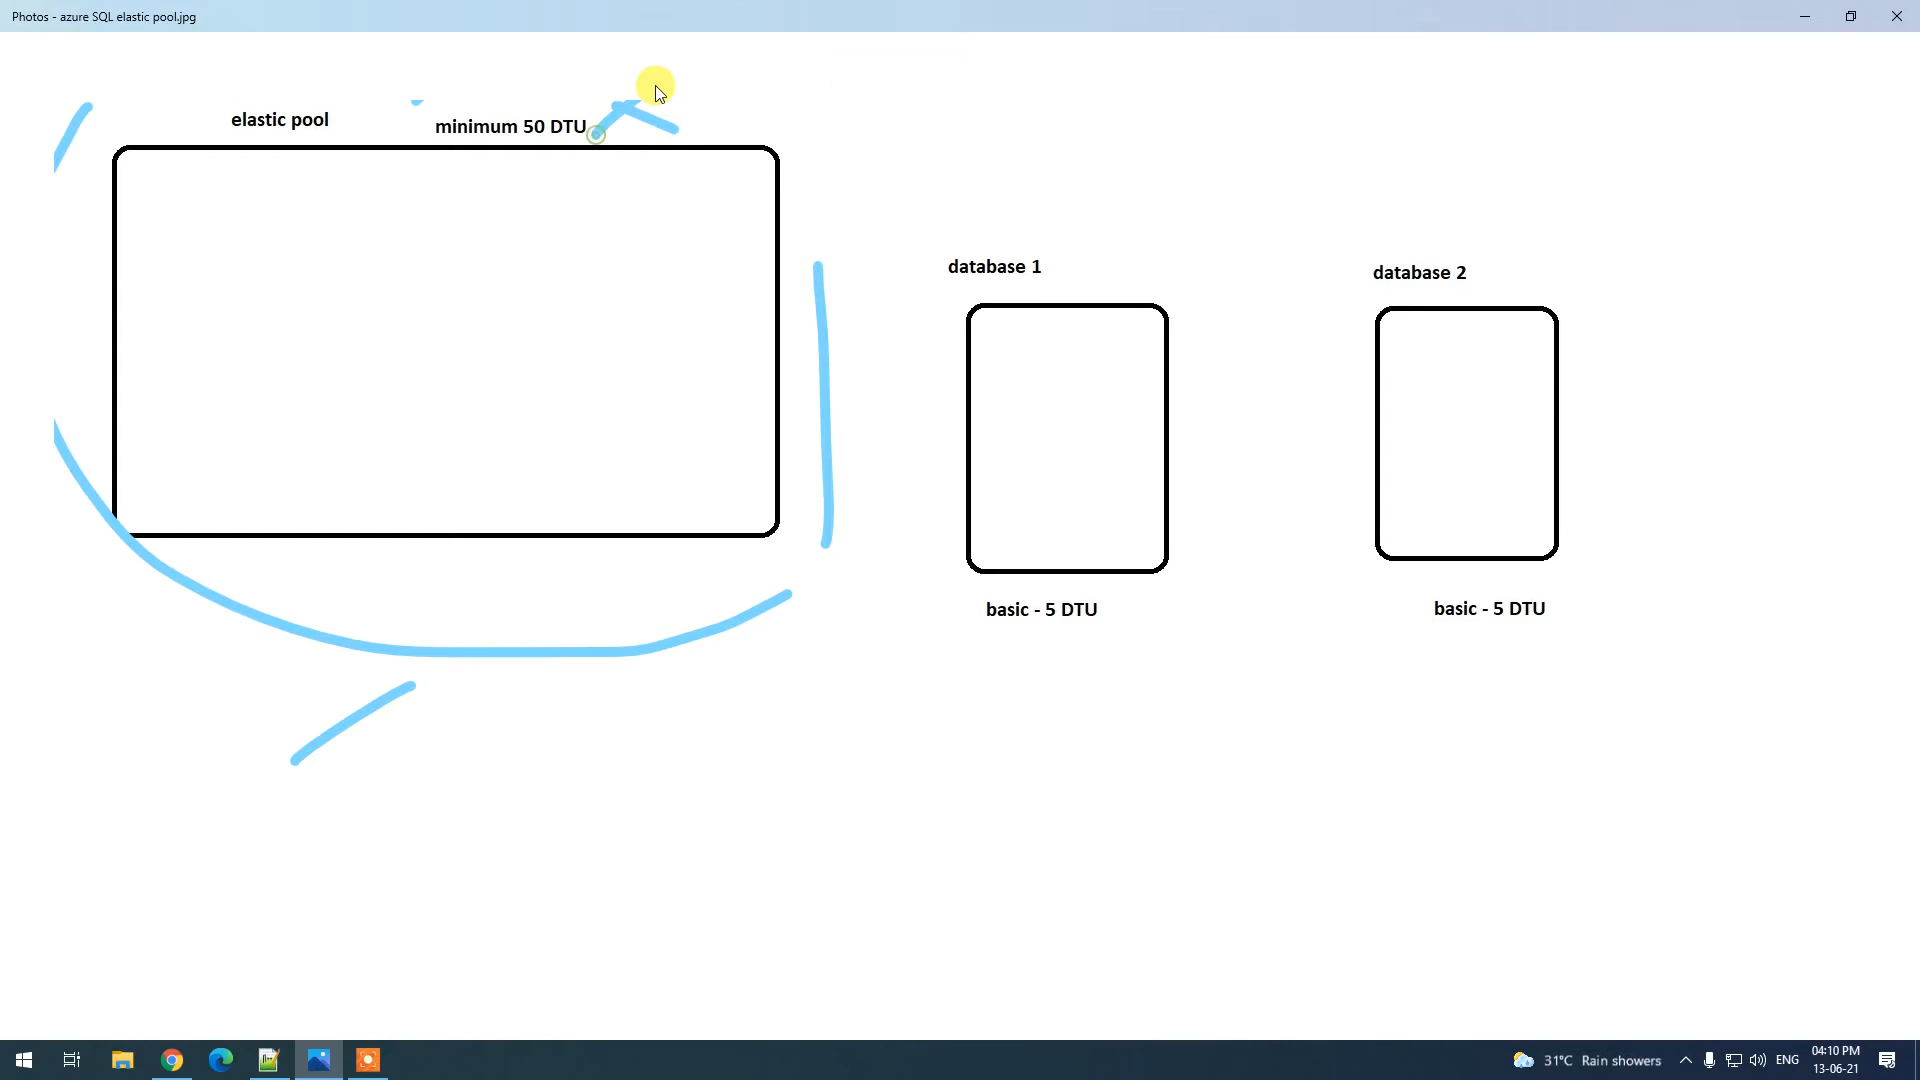 Photos - azure SQL elastic pool.jpg
elastic pool
minimum 50 DTU
database 1
database 2
basic - 5 DTU
basic - 5 DTU
31°C Rain showers
ENG
04:10 PM
13-06-21